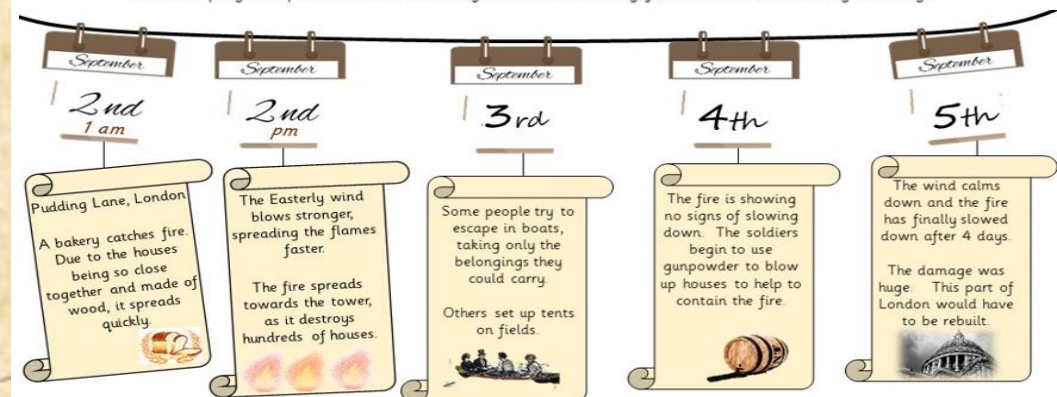 September
2nd
1 am
Pudding Lane, London
A bakery catches fire.
Due to the houses
being so close
together and made of
wood, it spreads
quickly.
September
2nd
pm
The Easterly wind
blows stronger,
spreading the flames
faster.
The fire spreads
towards the tower,
as it destroys
hundreds of houses.
September
3rd
Some people try to
escape in boats,
taking only the
belongings they
could carry.
Others set up tents
on fields.
September
4th
The fire is showing
no signs of slowing
down. The soldiers
begin to use
gunpowder to blow
up houses to help to
contain the fire.
September
5th
The wind calms
down and the fire
has finally slowed
down after 4 days.
The damage was
huge. This part of
London would have
to be rebuilt.